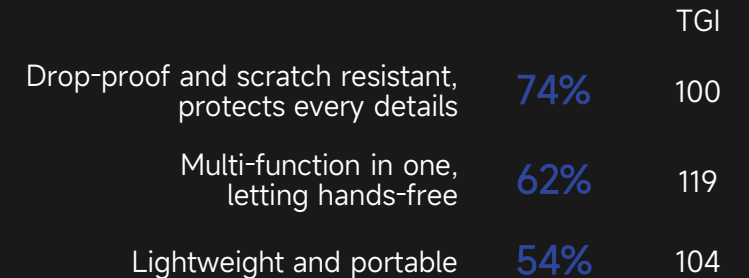 TGI
Drop-proof and scratch resistant,
protects every details
74%
100
Multi-function in one,
letting hands-free
62%
119
Lightweight and portable
54%
104